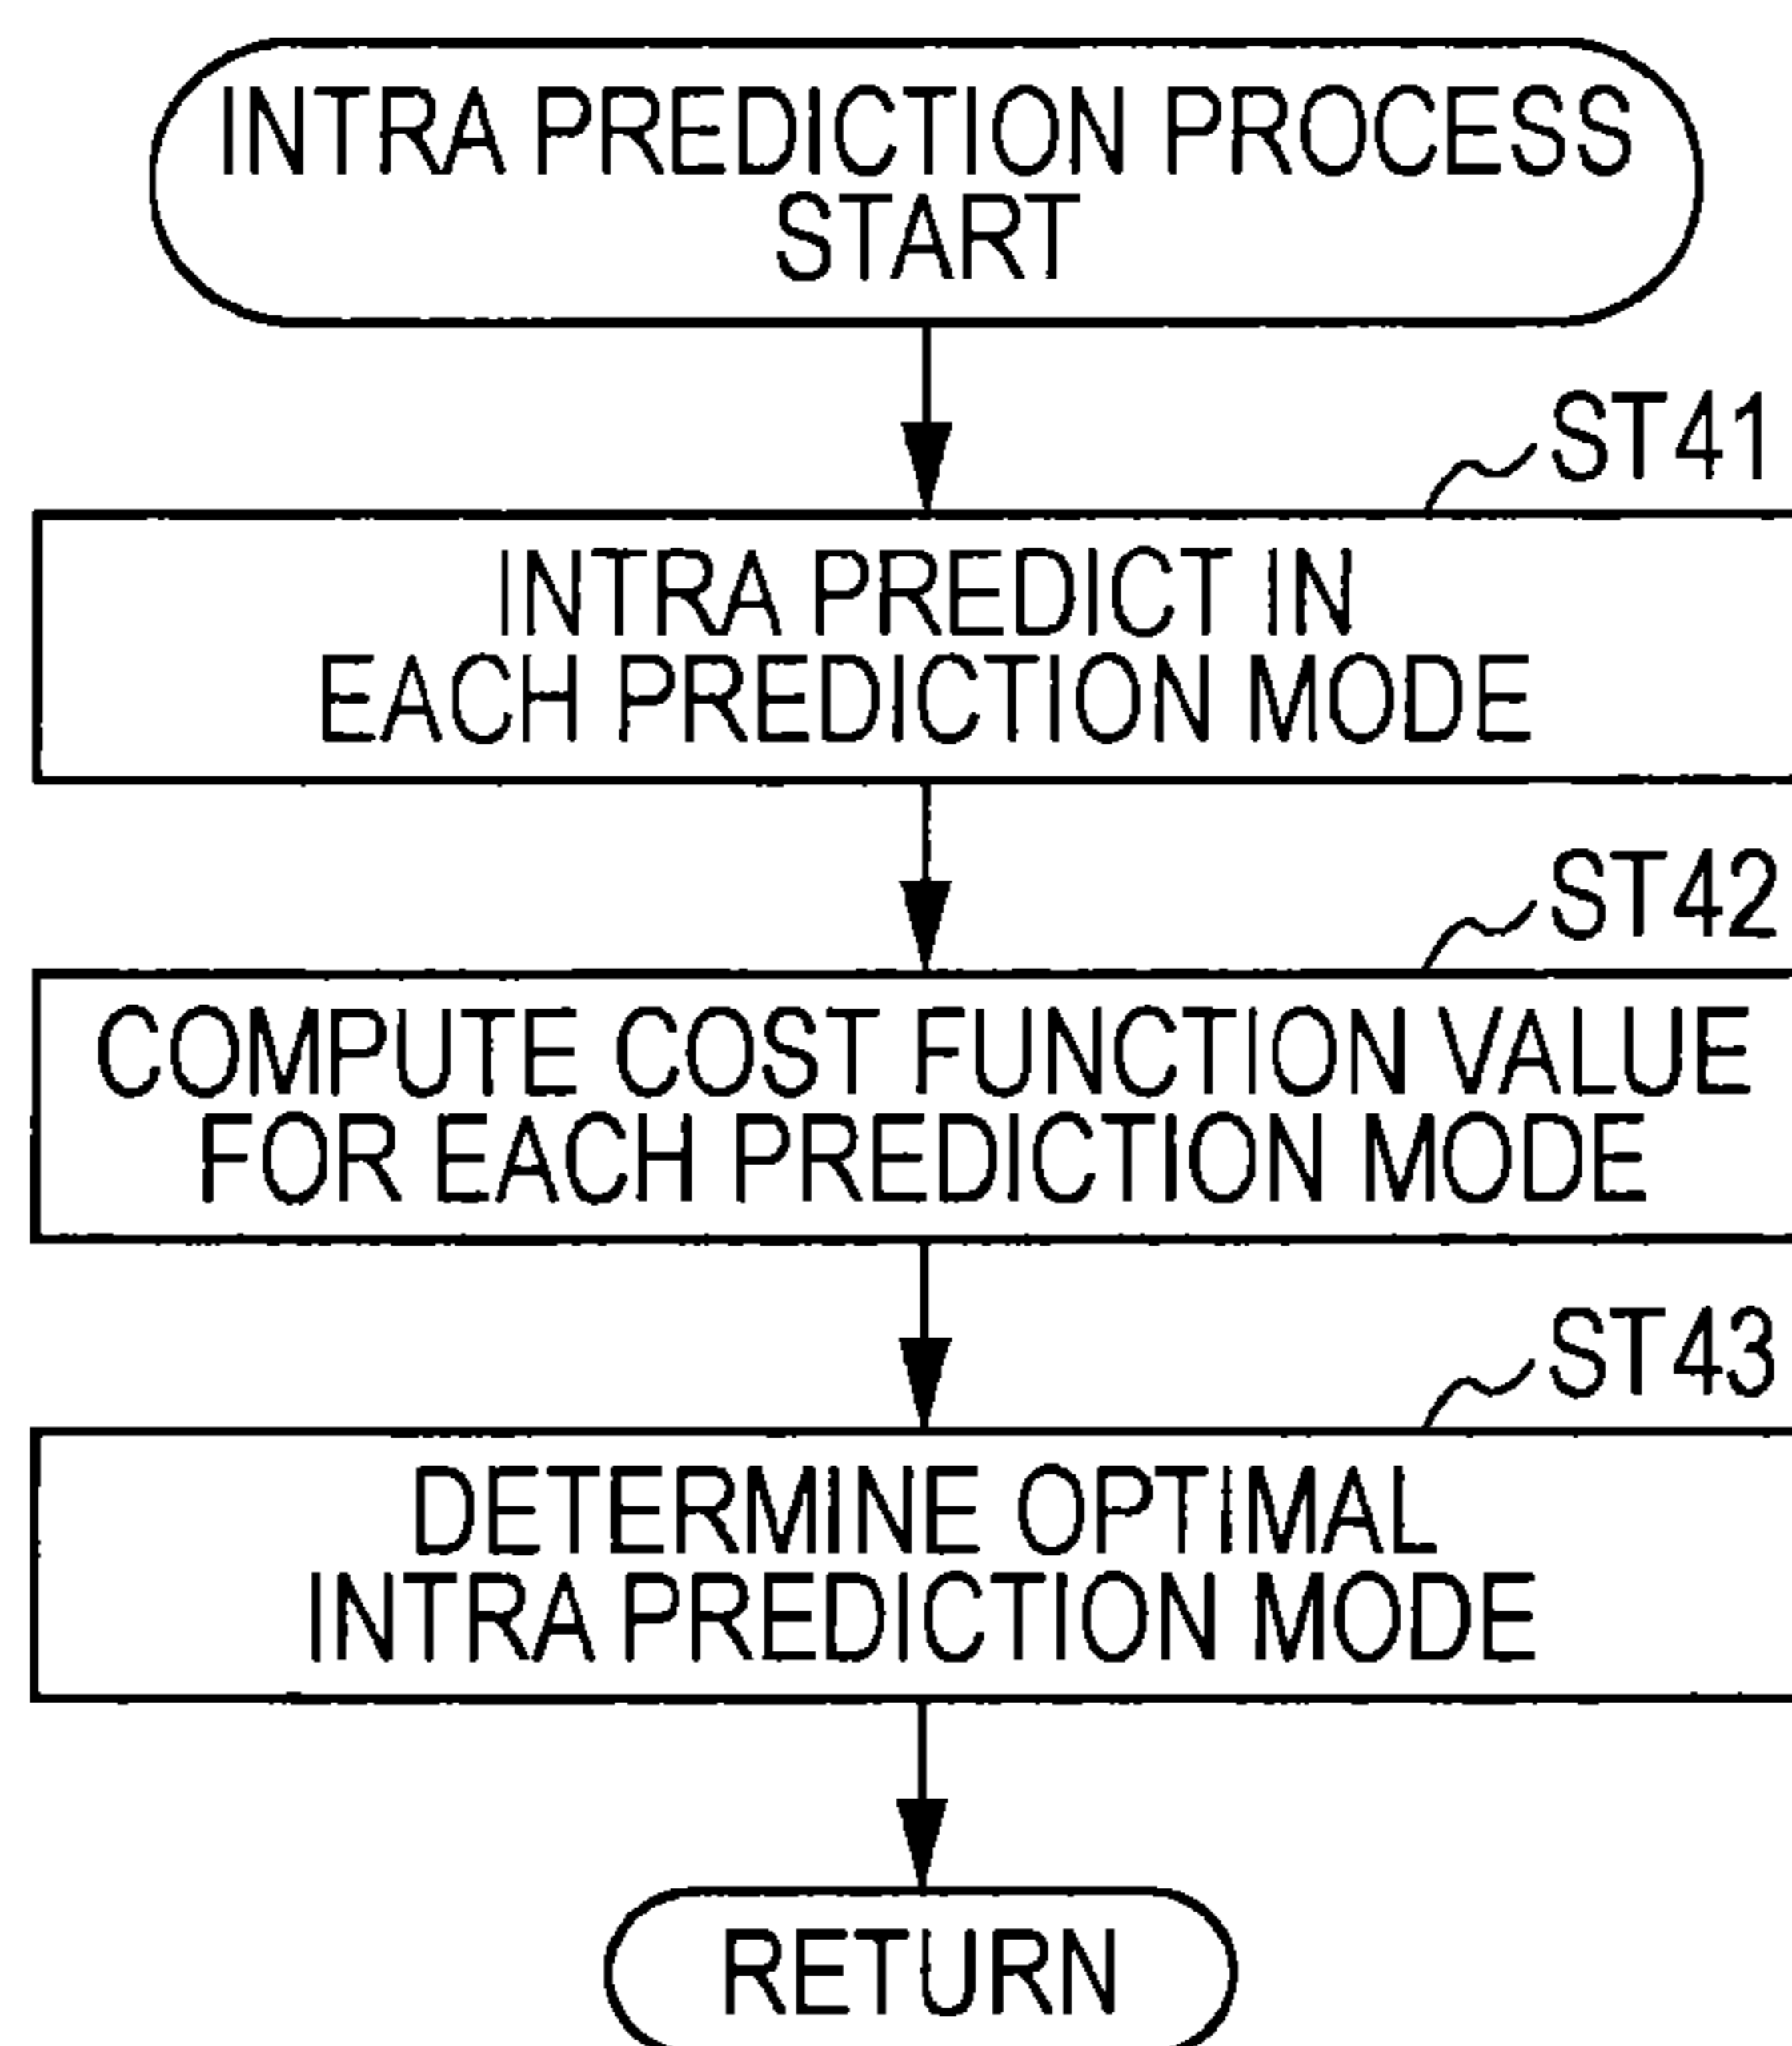 INTRA PREDICTION PROCESS
START
ST41
INTRA PREDICT IN
EACH PREDICTION MODE
ST42
COMPUTE COST FUNCTION VALUE
FOR EACH PREDICTION MODE
ST43
DETERMINE OPTIMAL
INTRA PREDICTION MODE
RETURN